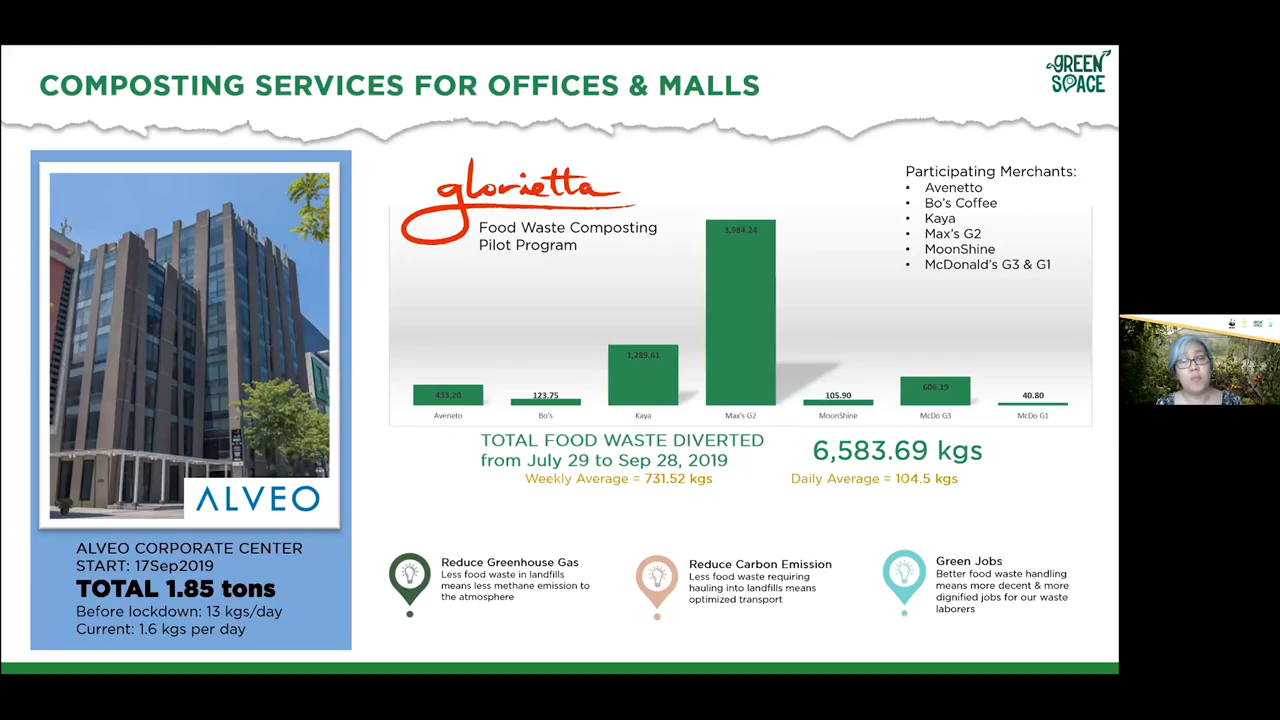 COMPOSTING SERVICES FOR OFFICES & MALLS
GREEN
SPACE
glorietta
Food Waste Composting
Pilot Program
Participating Merchants:
• Avenetto
• Bo's Coffee
• Kaya
• Max's G2
• MoonShine
• McDonald's G3 & G1
433.20
123.75
1,289.61
3,984.24
105.90
606.19
40.80
Aveneto
Bo's
Kaya
Max's G2
MoonShine
McDo G3
McDo G1
TOTAL FOOD WASTE DIVERTED
from July 29 to Sep 28, 2019
6,583.69 kgs
Weekly Average = 731.52 kgs
Daily Average = 104.5 kgs
ALVEO
ALVEO CORPORATE CENTER
START: 17Sep2019
TOTAL 1.85 tons
Before lockdown: 13 kgs/day
Current: 1.6 kgs per day
Reduce Greenhouse Gas
Less food waste in landfills
means less methane emission to
the atmosphere
Reduce Carbon Emission
Less food waste requiring
hauling into landfills means
optimized transport
Green Jobs
Better food waste handling
means more decent & more
dignified jobs for our waste
laborers